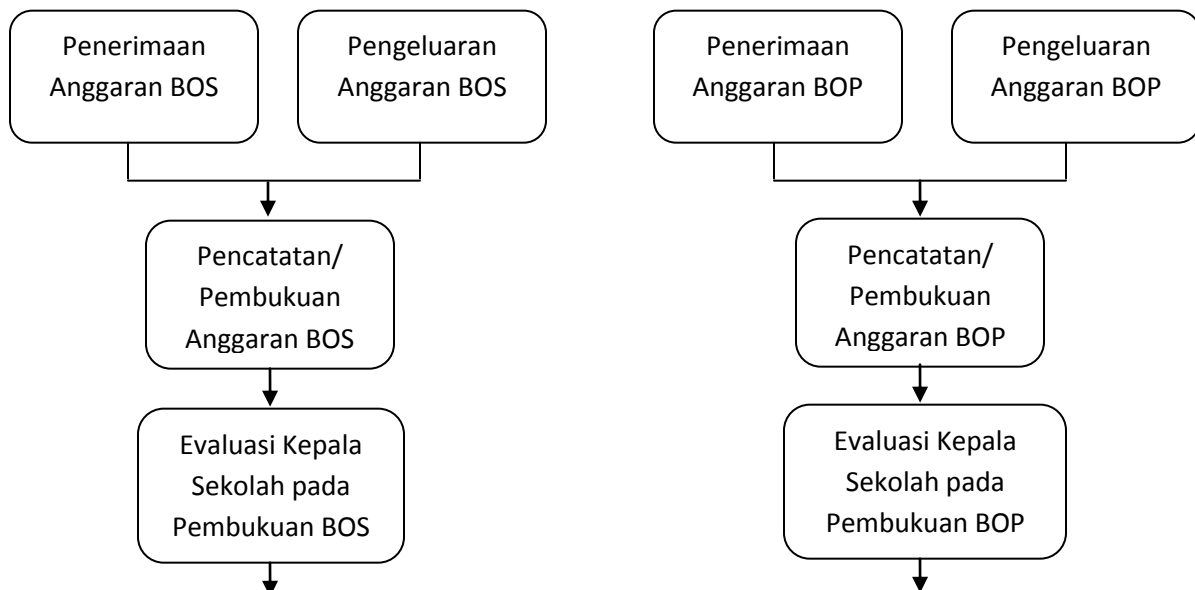 Penerimaan
Anggaran BOS
Pengeluaran
Anggaran BOS
Penerimaan
Anggaran BOP
Pengeluaran
Anggaran BOP
Pencatatan/
Pembukuan
Anggaran BOS
Pencatatan/
Pembukuan
Anggaran BOP
Evaluasi Kepala
Sekolah pada
Pembukuan BOS
Evaluasi Kepala
Sekolah pada
Pembukuan BOP